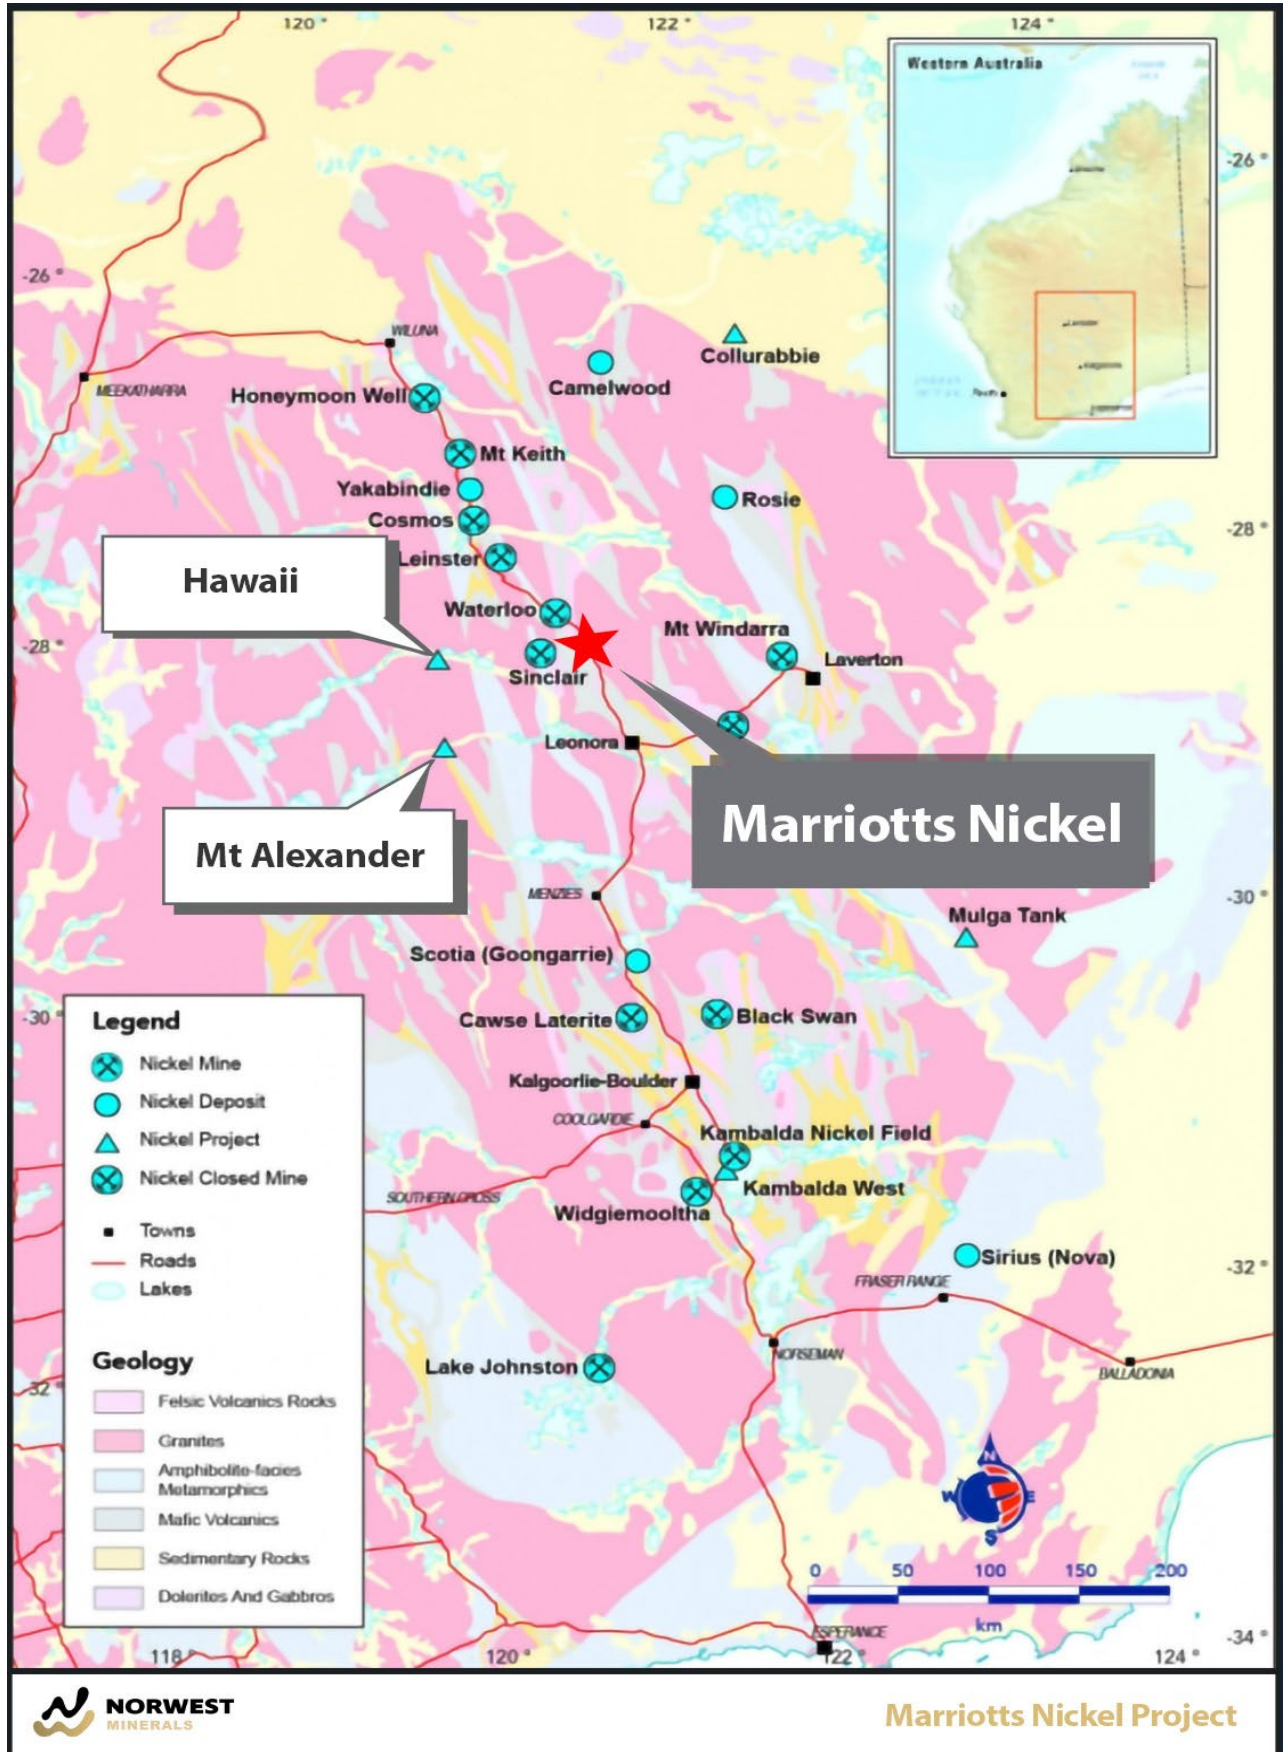 120 °
122 °
124 °
Western Australia
Perth
-26 °
-26 °
WILUNA
MEEKATHARRA
Collurabbie
Camelwood
Honeymoon Well
Mt Keith
Yakabindie
Rosie
Cosmos
-28 °
Leinster
Hawaii
Waterloo
Mt Windarra
-28 °
Laverton
Sinclair
Leonora
Marriotts Nickel
Mt Alexander
MENZIES
-30 °
Mulga Tank
Scotia (Goongarrie)
-30 °
Cawse Laterite
Black Swan
Kalgoorlie-Boulder
COOLGARDIE
Kambalda Nickel Field
Kambalda West
SOUTHERN CROSS
Widgiemooltha
Sirius (Nova)
-32 °
FRASER RANGE
NORSEMAN
Lake Johnston
BALLADONIA
32 °
Legend
Nickel Mine
Nickel Deposit
Nickel Project
Nickel Closed Mine
Towns
Roads
Lakes
Geology
Felsic Volcanics Rocks
Granites
Amphibolite-facies
Metamorphics
Mafic Volcanics
Sedimentary Rocks
Dolerites And Gabbros
N
W
E
S
0 50 100 150 200
km
ESPERANCE
-34 °
118 °
120 °
122 °
124 °
NORWEST
MINERALS
Marriotts Nickel Project